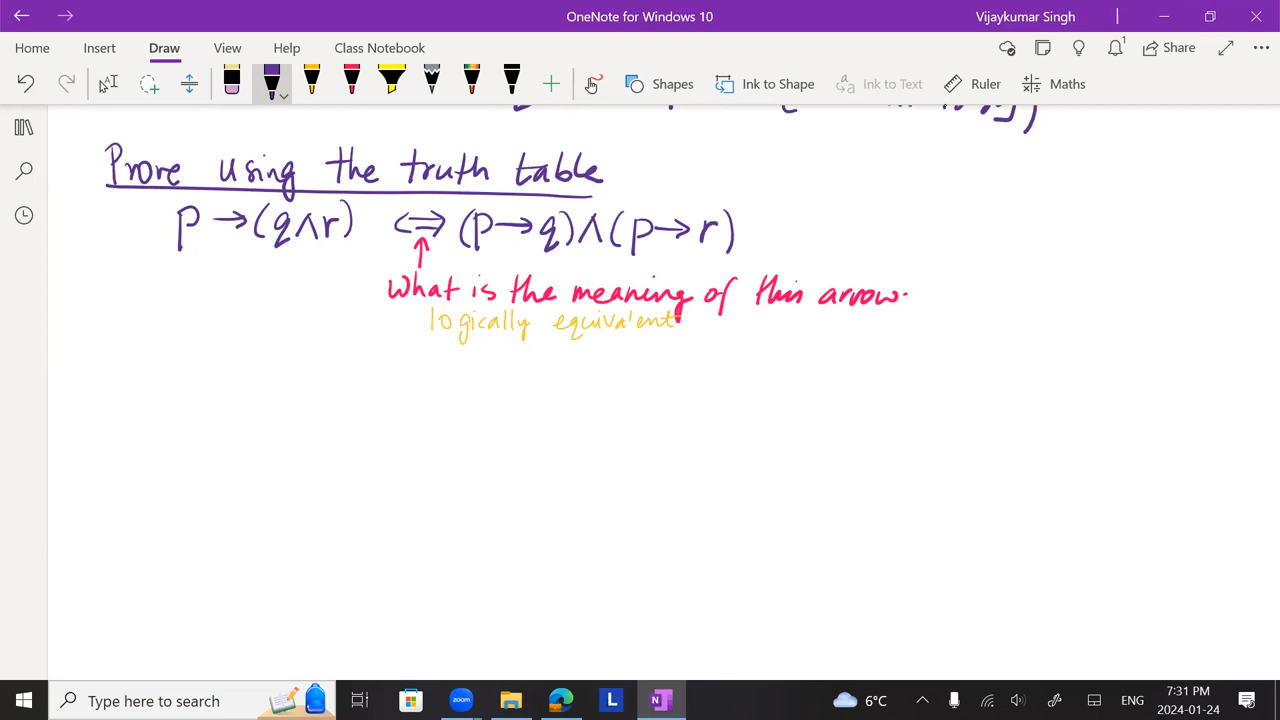 OneNote for Windows 10
Vijaykumar Singh
Home Insert Draw View Help Class Notebook
Share
Shapes Ink to Shape Ink to Text Ruler Maths
Prove using the truth table
p→(q∧r) ⇔ (p→q)∧(p→r)
What is the meaning of this arrow.
logically equivalent
Type here to search
zoom
L
N
6°C
ENG
7:31 PM
2024-01-24